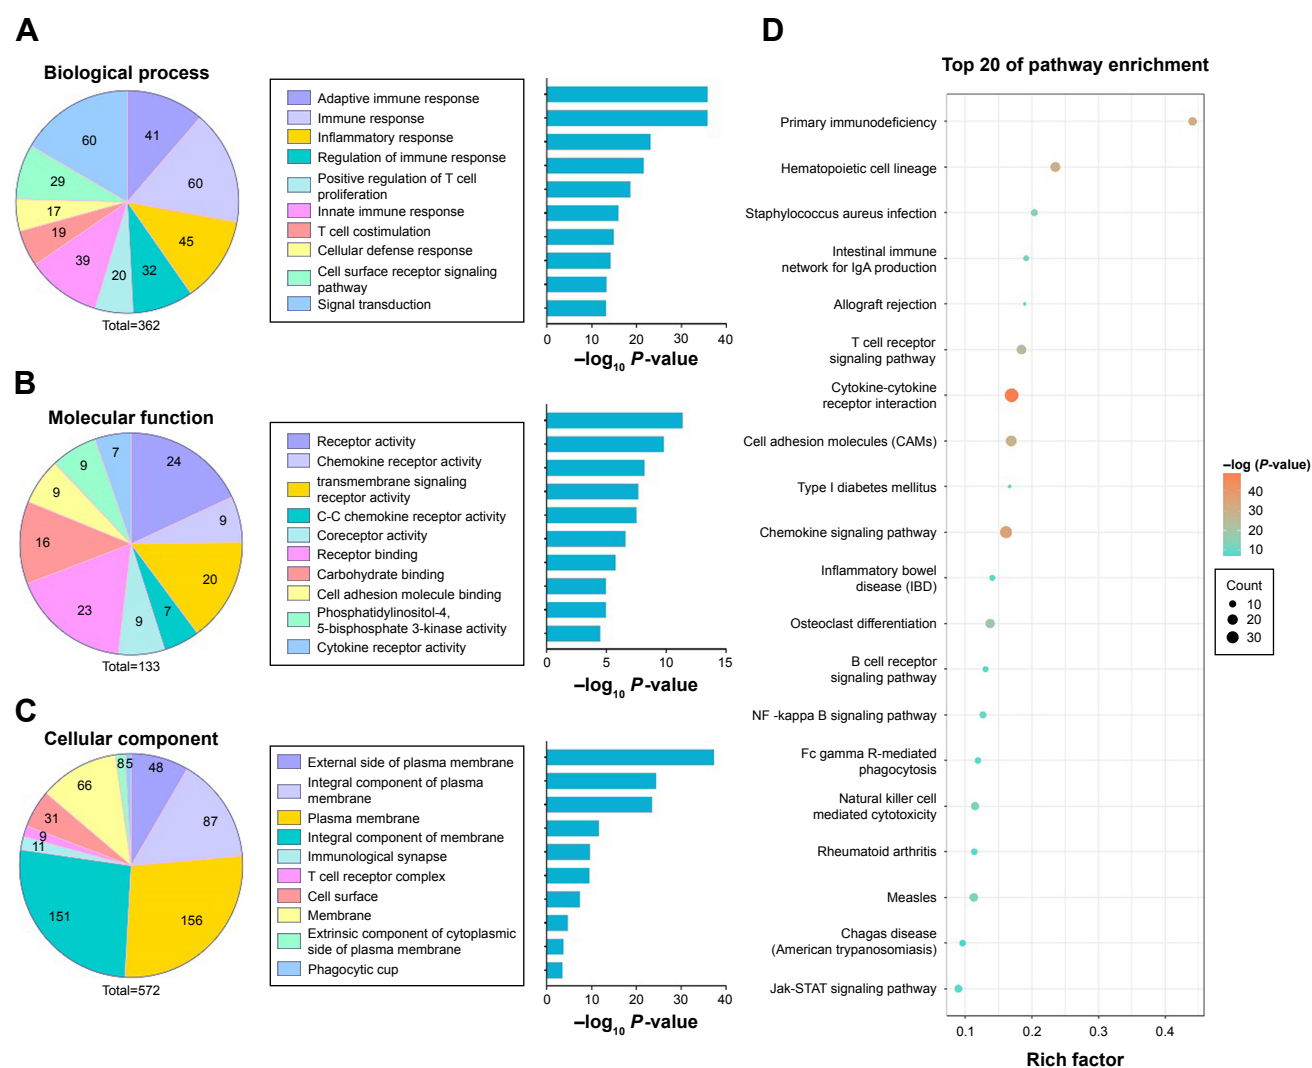 A
Biological process
41
60
45
32
20
39
19
17
29
60
Total=362
Adaptive immune response
Immune response
Inflammatory response
Regulation of immune response
Positive regulation of T cell
proliferation
Innate immune response
T cell costimulation
Cellular defense response
Cell surface receptor signaling
pathway
Signal transduction
0 10 20 30 40
–log10 P-value
B
Molecular function
24
9
20
7
9
23
16
9
9
7
Total=133
Receptor activity
Chemokine receptor activity
transmembrane signaling
receptor activity
C-C chemokine receptor activity
Coreceptor activity
Receptor binding
Carbohydrate binding
Cell adhesion molecule binding
Phosphatidylinositol-4,
5-bisphosphate 3-kinase activity
Cytokine receptor activity
0 5 10 15
–log10 P-value
C
Cellular component
48
87
156
151
11
9
31
66
8
5
Total=572
External side of plasma membrane
Integral component of plasma
membrane
Plasma membrane
Integral component of membrane
Immunological synapse
T cell receptor complex
Cell surface
Membrane
Extrinsic component of cytoplasmic
side of plasma membrane
Phagocytic cup
0 10 20 30 40
–log10 P-value
D
Top 20 of pathway enrichment
Primary immunodeficiency
Hematopoietic cell lineage
Staphylococcus aureus infection
Intestinal immune
network for IgA production
Allograft rejection
T cell receptor
signaling pathway
Cytokine-cytokine
receptor interaction
Cell adhesion molecules (CAMs)
Type I diabetes mellitus
Chemokine signaling pathway
Inflammatory bowel
disease (IBD)
Osteoclast differentiation
B cell receptor
signaling pathway
NF -kappa B signaling pathway
Fc gamma R-mediated
phagocytosis
Natural killer cell
mediated cytotoxicity
Rheumatoid arthritis
Measles
Chagas disease
(American trypanosomiasis)
Jak-STAT signaling pathway
0.1 0.2 0.3 0.4
Rich factor
–log (P-value)
40
30
20
10
Count
10
20
30